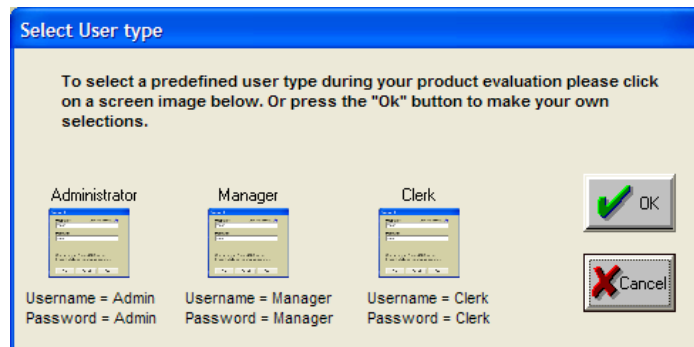 Select User type
To select a predefined user type during your product evaluation please click
on a screen image below. Or press the "Ok" button to make your own
selections.
Administrator Manager Clerk
OK
Cancel
Username = Admin Username = Manager Username = Clerk
Password = Admin Password = Manager Password = Clerk